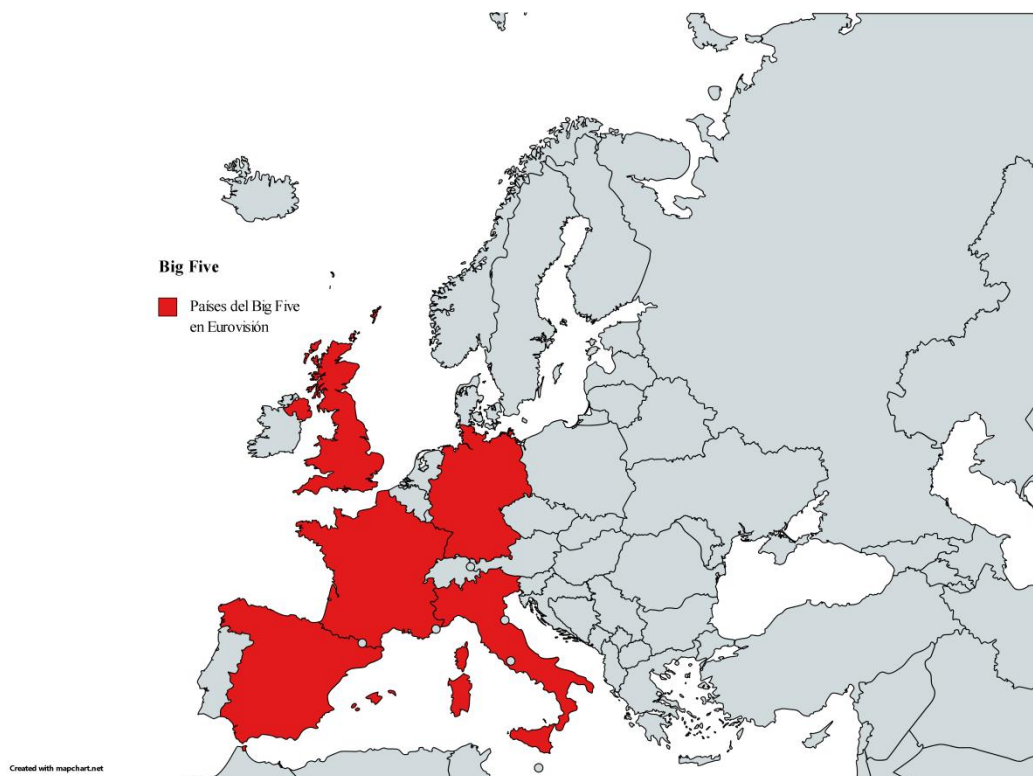 Big Five
Países del Big Five
en Eurovisión
Created with mapchart.net